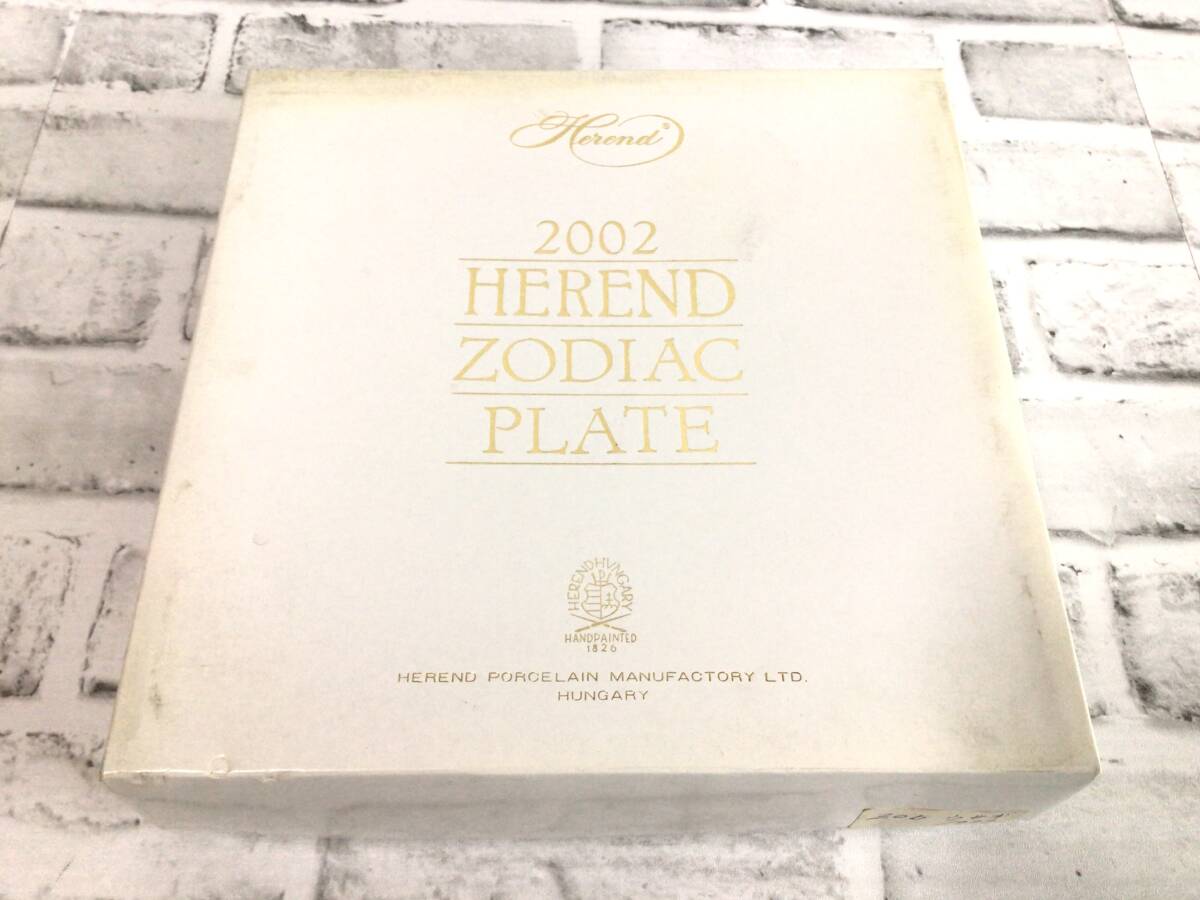 Herend®
2002
HEREND
ZODIAC
PLATE
HEREND HUNGARY
HANDPAINTED
1826
HEREND PORCELAIN MANUFACTORY LTD.
HUNGARY